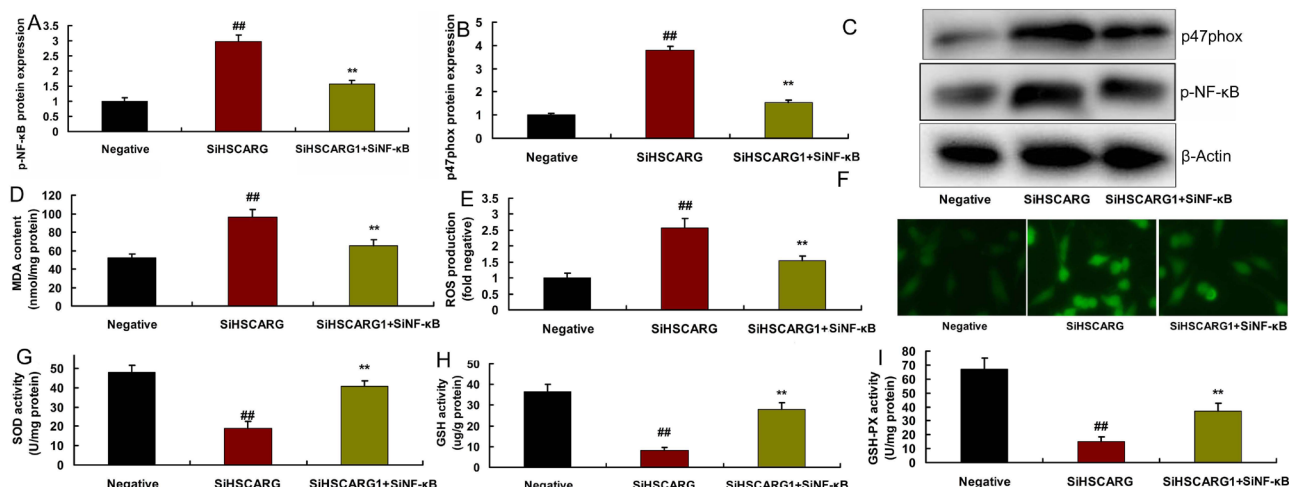 A
p-NF-κB protein expression
3.5
3
2.5
2
1.5
1
0.5
0
##
**
Negative
SiHSCARG
SiHSCARG1+SiNF-κB
B
p47phox protein expression
5
4
3
2
1
0
##
**
Negative
SiHSCARG
SiHSCARG1+SiNF-κB
C
p47phox
p-NF-κB
β-Actin
Negative
SiHSCARG
SiHSCARG1+SiNF-κB
D
MDA content
(nmol/mg protein)
120
100
80
60
40
20
0
##
**
Negative
SiHSCARG
SiHSCARG1+SiNF-κB
E
ROS production
(fold negative)
3.5
3
2.5
2
1.5
1
0.5
##
**
Negative
SiHSCARG
SiHSCARG1+SiNF-κB
F
Negative
SiHSCARG
SiHSCARG1+SiNF-κB
G
SOD activity
(U/mg protein)
50
40
30
20
10
0
##
**
Negative
SiHSCARG
SiHSCARG1+SiNF-κB
H
GSH activity
(ug/g protein)
50
40
30
20
10
0
##
**
Negative
SiHSCARG
SiHSCARG1+SiNF-κB
I
GSH-PX activity
(U/mg protein)
80
70
60
50
40
30
20
10
0
##
**
Negative
SiHSCARG
SiHSCARG1+SiNF-κB